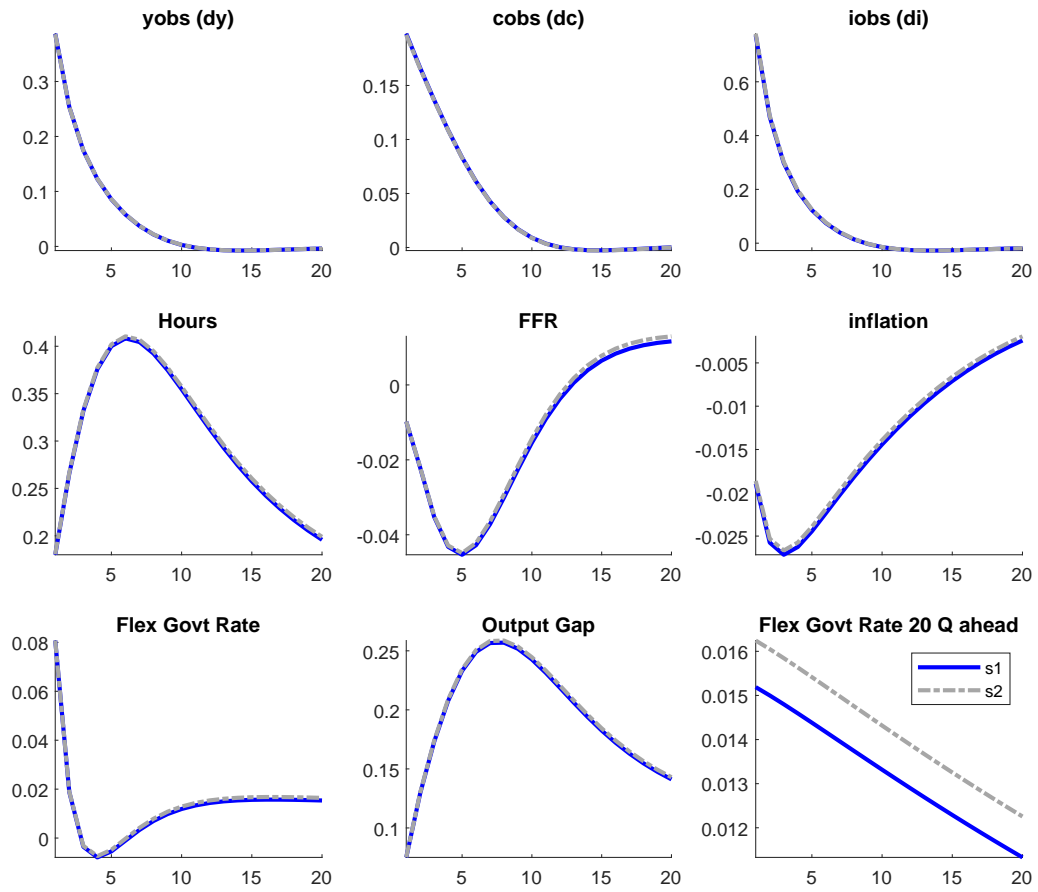 yobs (dy) cobs (dc) iobs (di)
0.3 0.15 0.6
0.2 0.1 0.4
0.1 0.05 0.2
0 0 0
5 10 15 20 5 10 15 20 5 10 15 20
Hours FFR inflation
0.4 0 -0.005
0.35 -0.02 -0.01
0.3 -0.04 -0.015
0.25 -0.02
0.2 -0.025
5 10 15 20 5 10 15 20 5 10 15 20
Flex Govt Rate Output Gap Flex Govt Rate 20 Q ahead
0.08 0.25 0.016
0.06 0.2 0.015
0.04 0.15 0.014
0.02 0.1 0.013
0 0.012
s1
s2
5 10 15 20 5 10 15 20 5 10 15 20